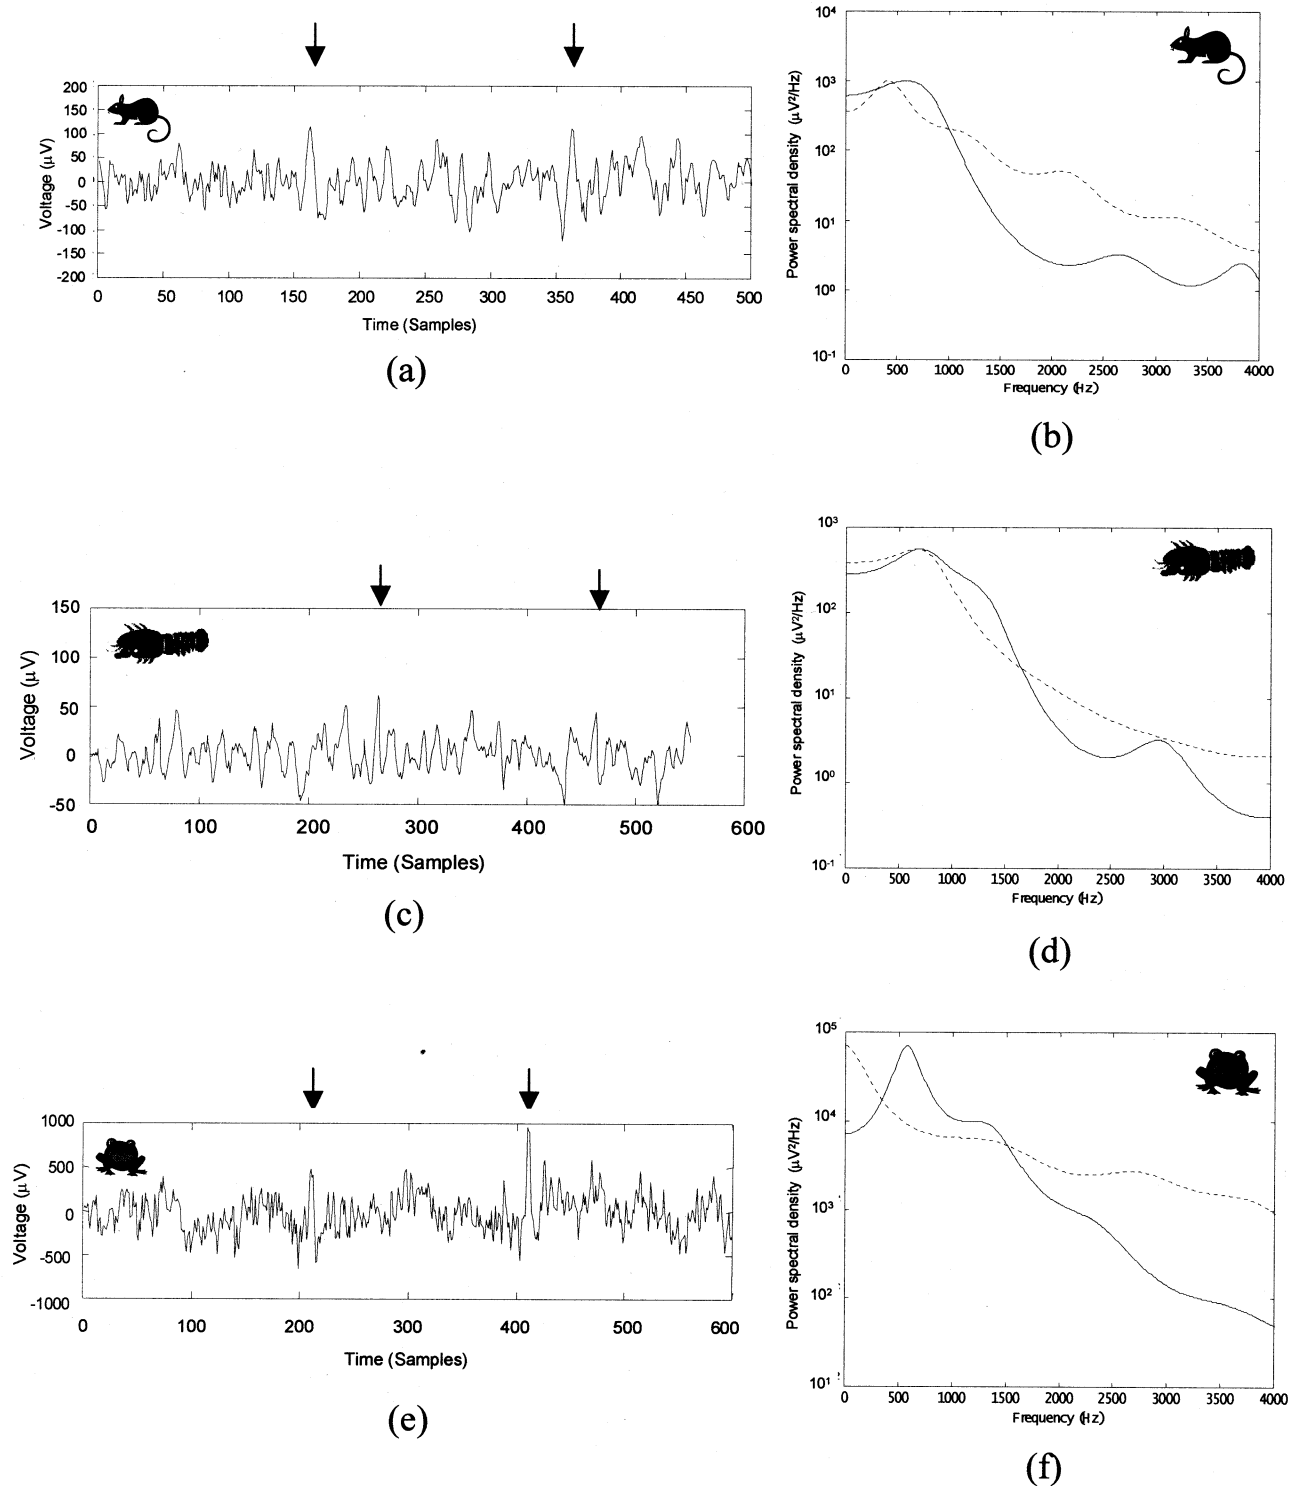 200
150
100
50
0
-50
-100
-150
-200
Voltage (μV)
0 50 100 150 200 250 300 350 400 450 500
Time (Samples)
(a)
10⁴
10³
10²
10¹
10⁰
10⁻¹
Power spectral density (μV²/Hz)
0 500 1000 1500 2000 2500 3000 3500 4000
Frequency (Hz)
(b)
150
100
50
0
-50
Voltage (μV)
0 100 200 300 400 500 600
Time (Samples)
(c)
10³
10²
10¹
10⁰
10⁻¹
Power spectral density (μV²/Hz)
0 500 1000 1500 2000 2500 3000 3500 4000
Frequency (Hz)
(d)
1000
500
0
-500
-1000
Voltage (μV)
0 100 200 300 400 500 600
Time (Samples)
(e)
10⁵
10⁴
10³
10²
10¹
Power spectral density (μV²/Hz)
0 500 1000 1500 2000 2500 3000 3500 4000
Frequency (Hz)
(f)